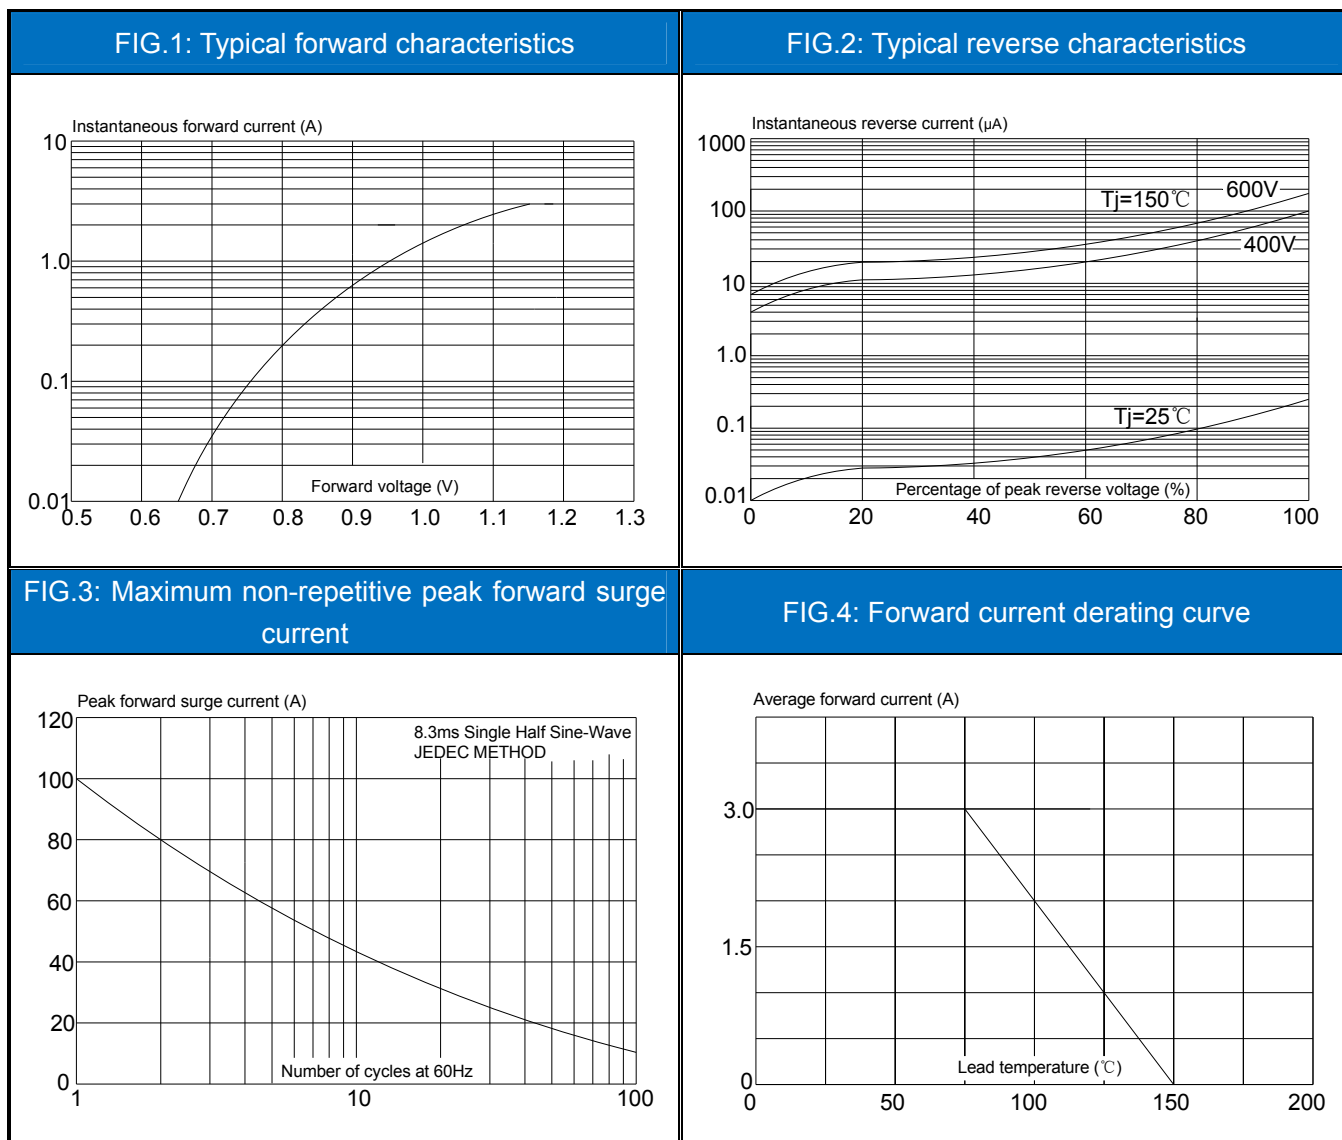 FIG.1: Typical forward characteristics
Instantaneous forward current (A)
10
1.0
0.1
0.01
Forward voltage (V)
0.5 0.6 0.7 0.8 0.9 1.0 1.1 1.2 1.3
FIG.2: Typical reverse characteristics
Instantaneous reverse current (μA)
1000
Tj=150℃
600V
100
400V
10
1.0
Tj=25℃
0.1
0.01
Percentage of peak reverse voltage (%)
0 20 40 60 80 100
FIG.3: Maximum non-repetitive peak forward surge
current
Peak forward surge current (A)
120
8.3ms Single Half Sine-Wave
JEDEC METHOD
100
80
60
40
20
0
Number of cycles at 60Hz
1 10 100
FIG.4: Forward current derating curve
Average forward current (A)
3.0
1.5
Lead temperature (℃)
0
0 50 100 150 200